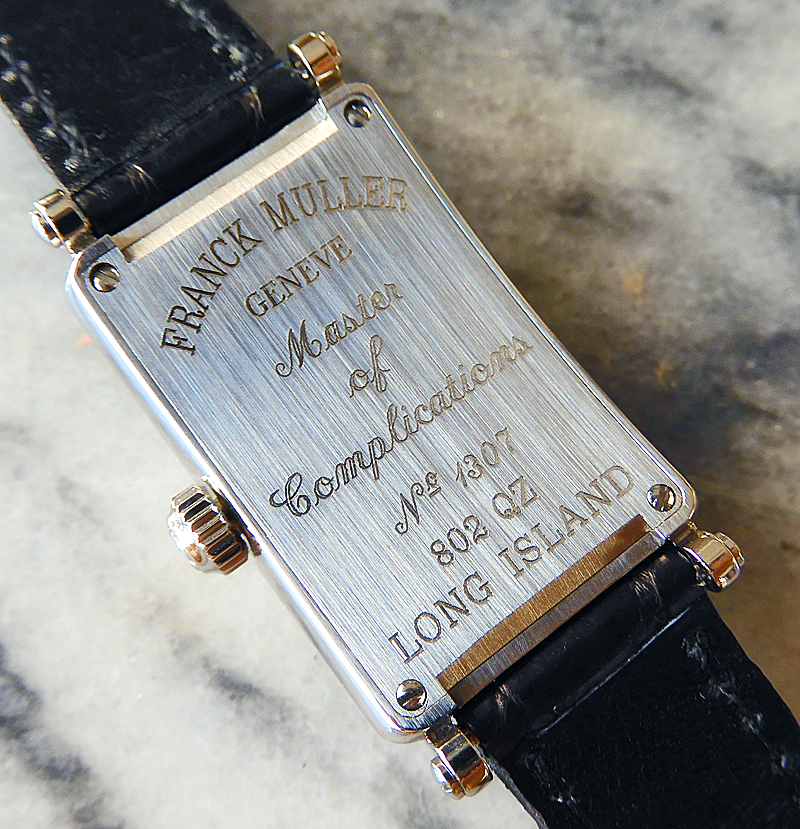 FRANCK MULLER
GENEVE
Master
of
Complications
Nº 1307
802 QZ
LONG ISLAND